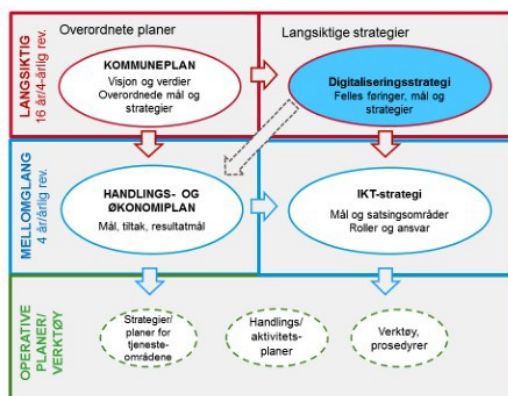 Overordnete planer
Langsiktige strategier
LANGSIKTIG
16 år/4-årlig rev.
KOMMUNEPLAN
Visjon og verdier
Overordnede mål og
strategier
Digitaliseringsstrategi
Felles føringer, mål og
strategier
MELLOMGLANG
4 år/årlig rev.
HANDLINGS- OG
ØKONOMIPLAN
Mål, tiltak, resultatmål
IKT-strategi
Mål og satsingsområder
Roller og ansvar
OPERATIVE
PLANER/
VERKTØY
Strategier/
planer for
tjeneste-
områdene
Handlings/
aktivitets-
planer
Verktøy,
prosedyrer